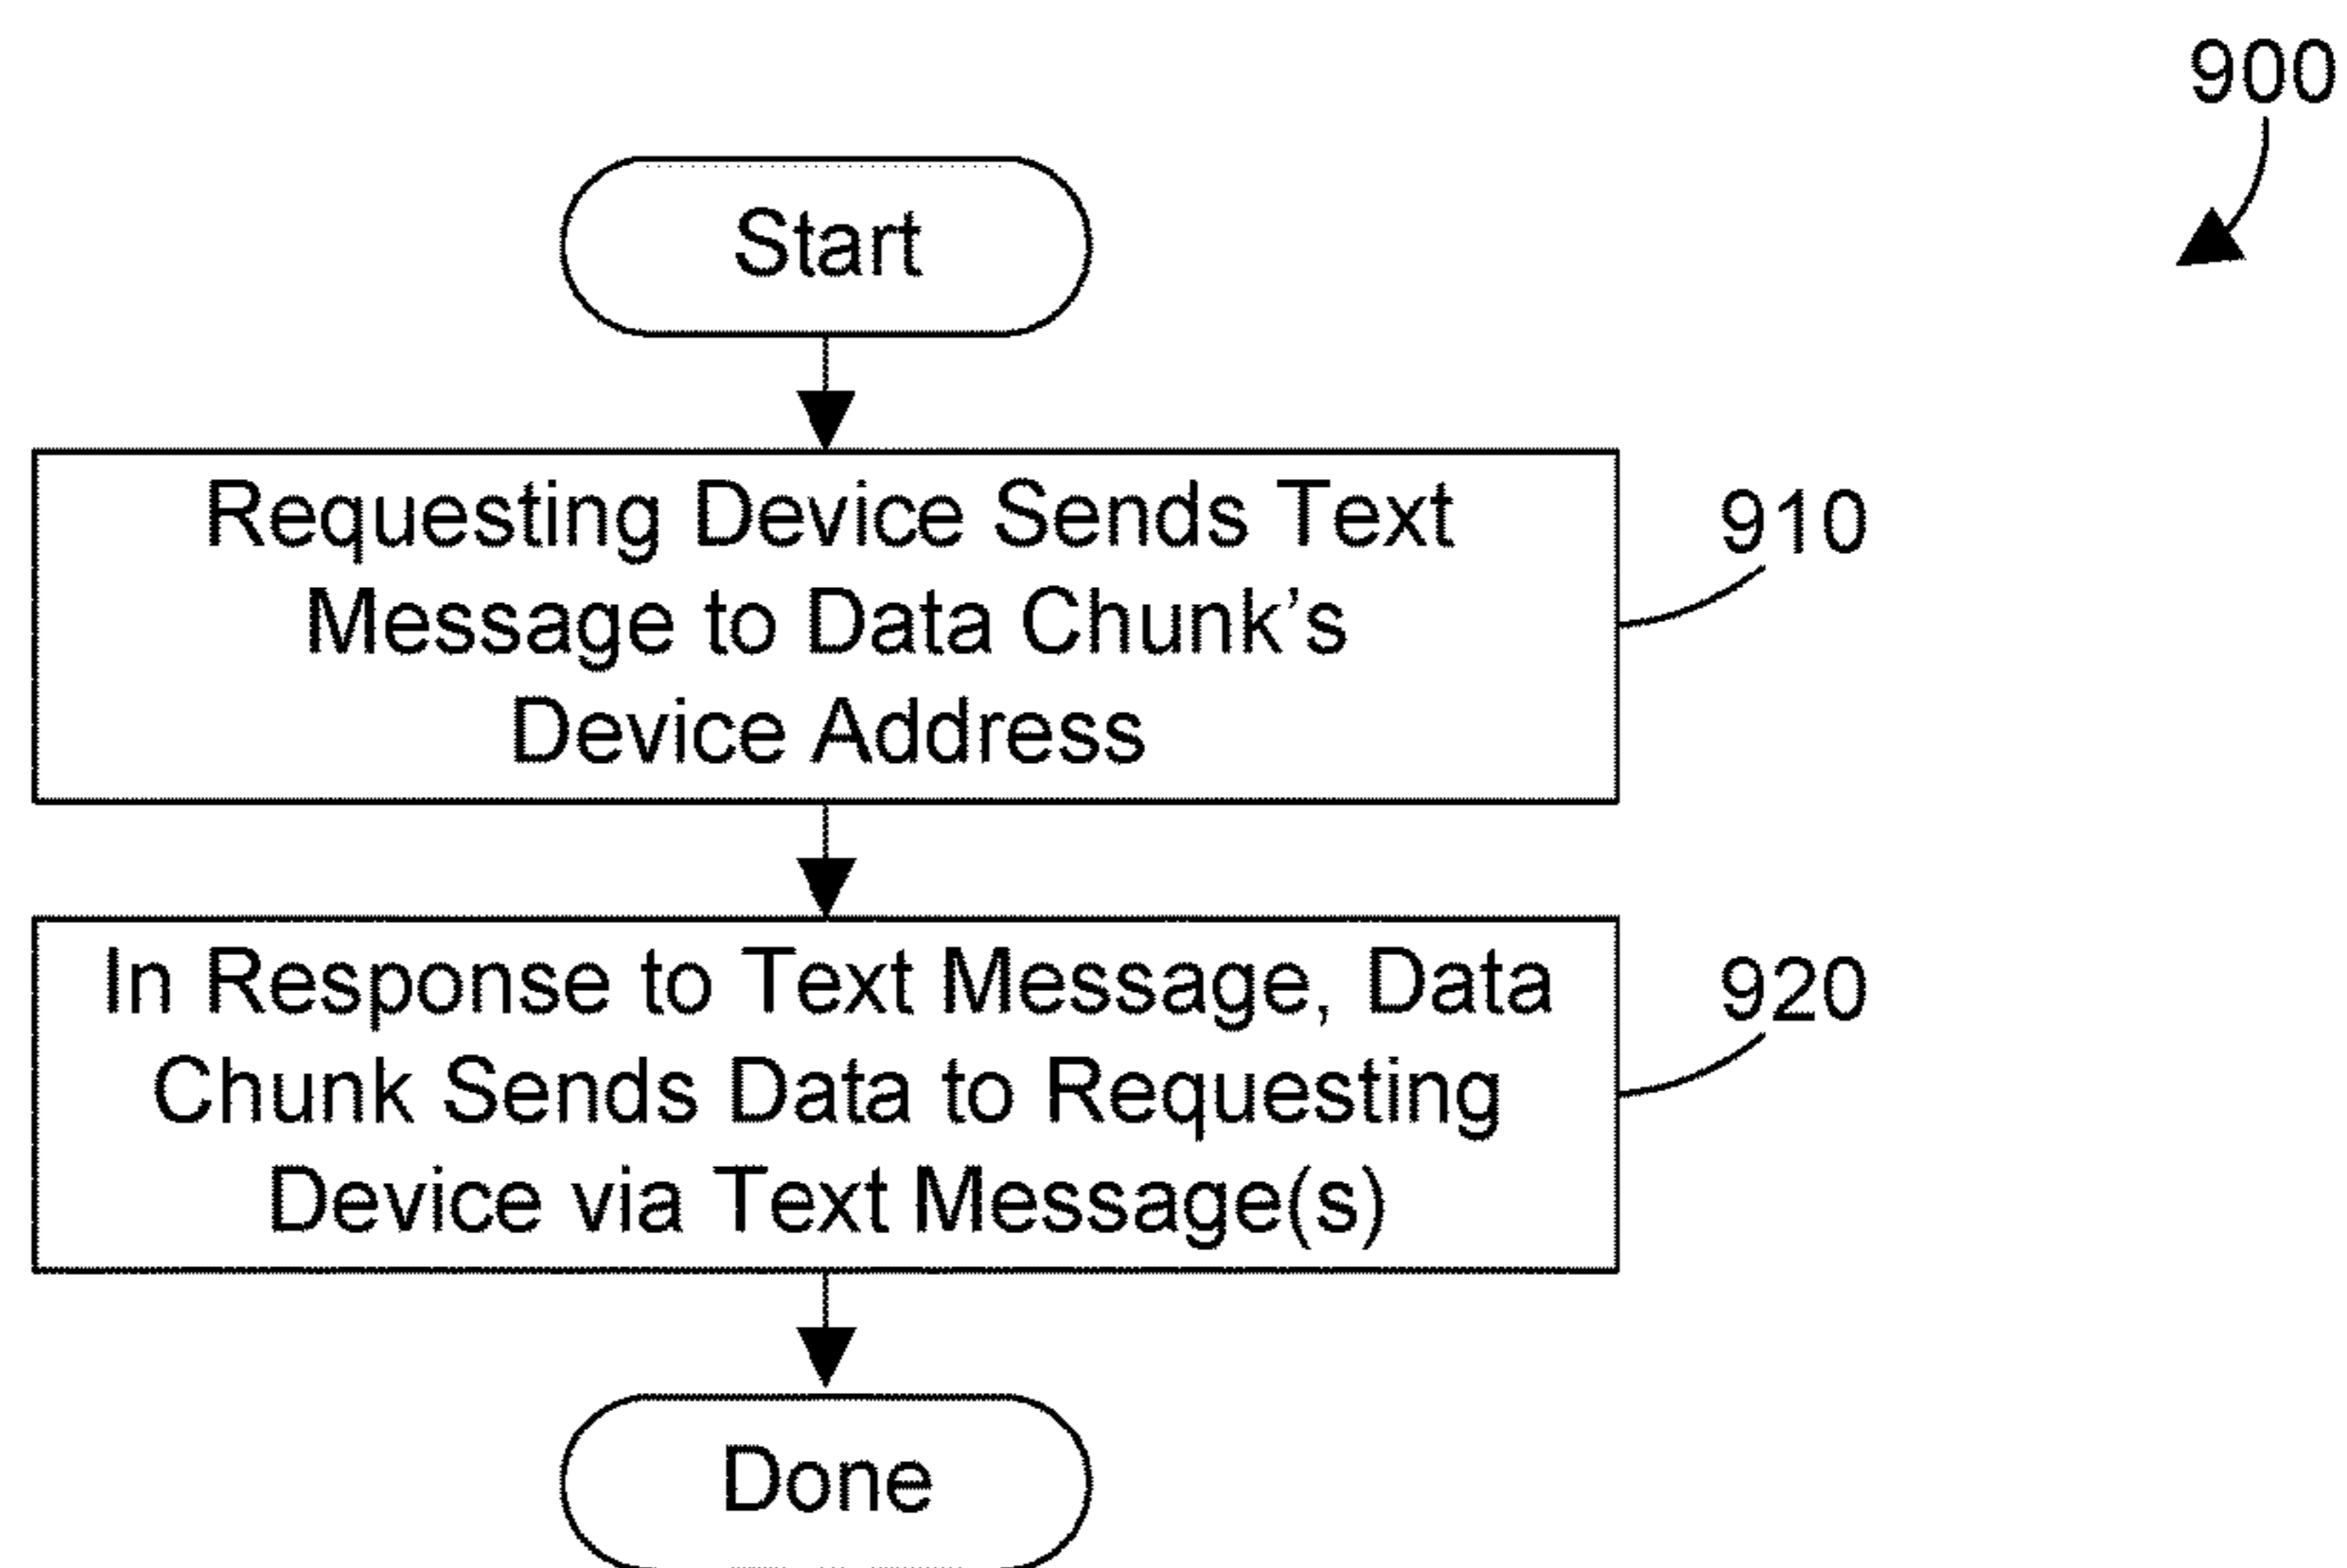 900
Start
Requesting Device Sends Text
Message to Data Chunk's
Device Address
910
In Response to Text Message, Data
Chunk Sends Data to Requesting
Device via Text Message(s)
920
Done